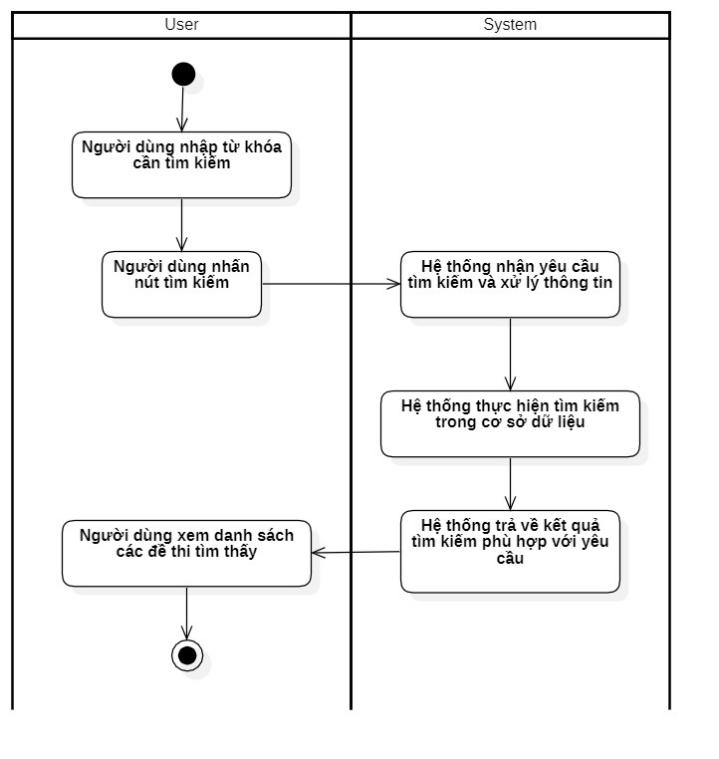 User
System
Người dùng nhập từ khóa
cần tìm kiếm
Người dùng nhấn
nút tìm kiếm
Hệ thống nhận yêu cầu
tìm kiếm và xử lý thông tin
Hệ thống thực hiện tìm kiếm
trong cơ sở dữ liệu
Hệ thống trả về kết quả
tìm kiếm phù hợp với yêu
cầu
Người dùng xem danh sách
các đề thi tìm thấy